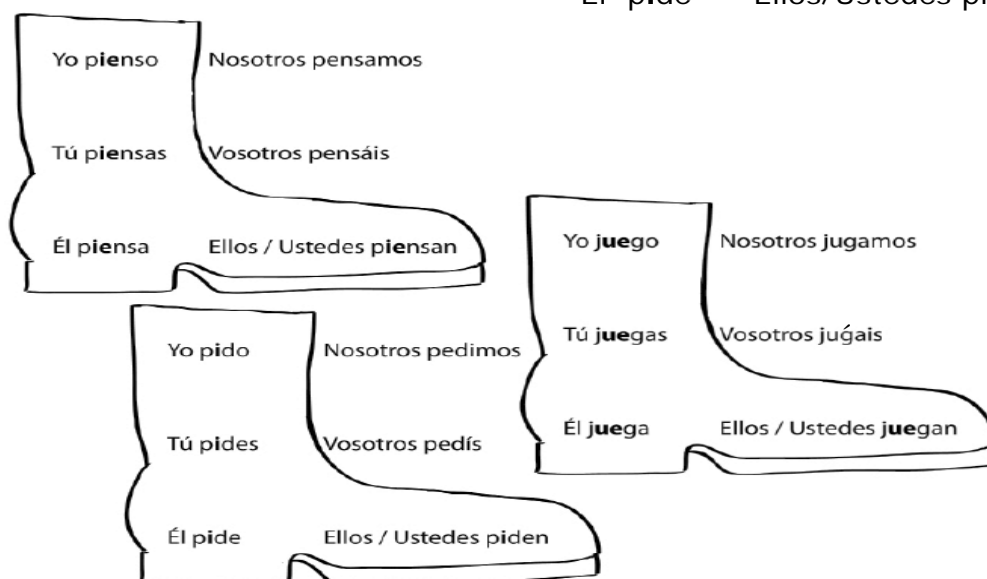 Él pide Ellos/Ustedes
Yo pienso Nosotros pensamos
Tú piensas Vosotros pensáis
Él piensa Ellos / Ustedes piensan
Yo juego Nosotros jugamos
Tú juegas Vosotros juǵais
Él juega Ellos / Ustedes juegan
Yo pido Nosotros pedimos
Tú pides Vosotros pedís
Él pide Ellos / Ustedes piden